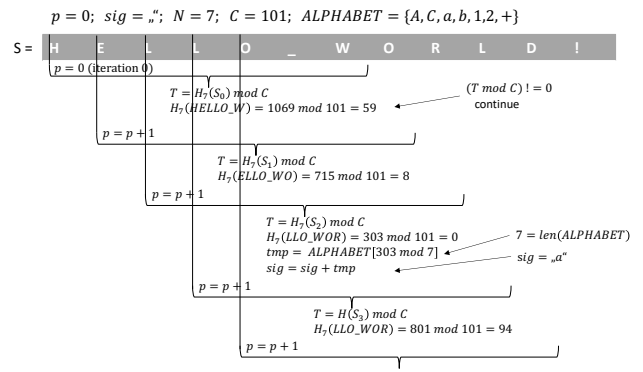 p = 0; sig = „“; N = 7; C = 101; ALPHABET = {A, C, a, b, 1,2, +}
S = H E L L O _ W O R L D !
p = 0 (iteration 0)
T = H₇(S₀) mod C
H₇(HELLO_W) = 1069 mod 101 = 59
(T mod C) ! = 0
continue
p = p + 1
T = H₇(S₁) mod C
H₇(ELLO_WO) = 715 mod 101 = 8
p = p + 1
T = H₇(S₂) mod C
H₇(LLO_WOR) = 303 mod 101 = 0
tmp = ALPHABET[303 mod 7]
sig = sig + tmp
7 = len(ALPHABET)
sig = „a“
p = p + 1
T = H(S₃) mod C
H₇(LLO_WOR) = 801 mod 101 = 94
p = p + 1